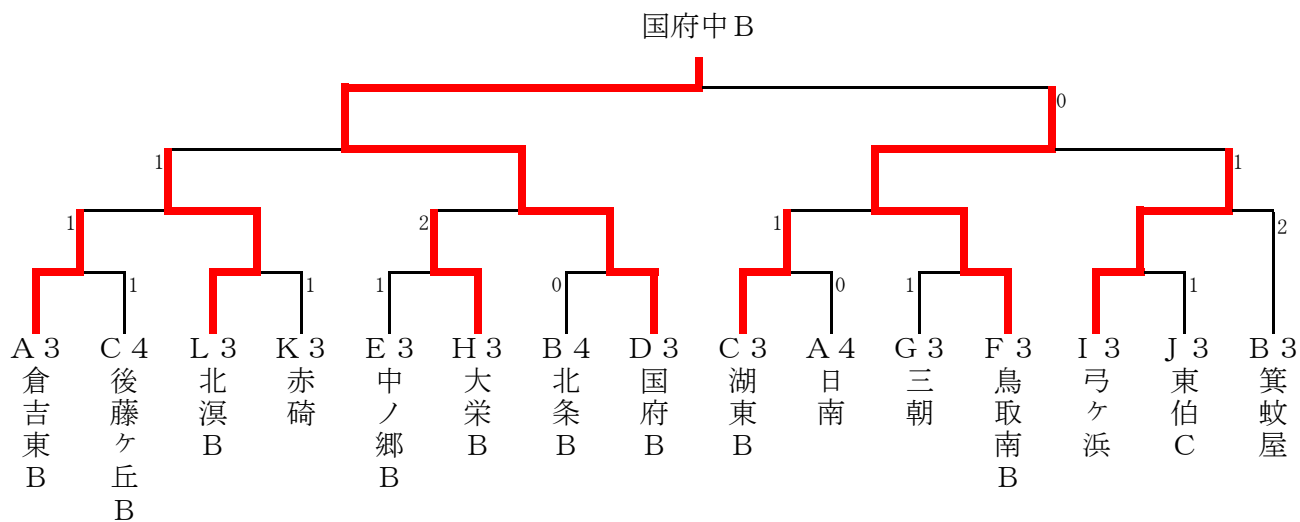 国府中Ｂ
0
1
1
1
2
1
2
1
1
1
0
0
1
1
Ａ３
Ｃ４
Ｌ３
Ｋ３
Ｅ３
Ｈ３
Ｂ４
Ｄ３
Ｃ３
Ａ４
Ｇ３
Ｆ３
Ｉ３
Ｊ３
Ｂ３
倉吉東Ｂ
後藤ヶ丘Ｂ
北溟Ｂ
赤碕
中ノ郷Ｂ
大栄Ｂ
北条Ｂ
国府Ｂ
湖東Ｂ
日南
三朝
鳥取南Ｂ
弓ヶ浜
東伯Ｃ
箕蚊屋